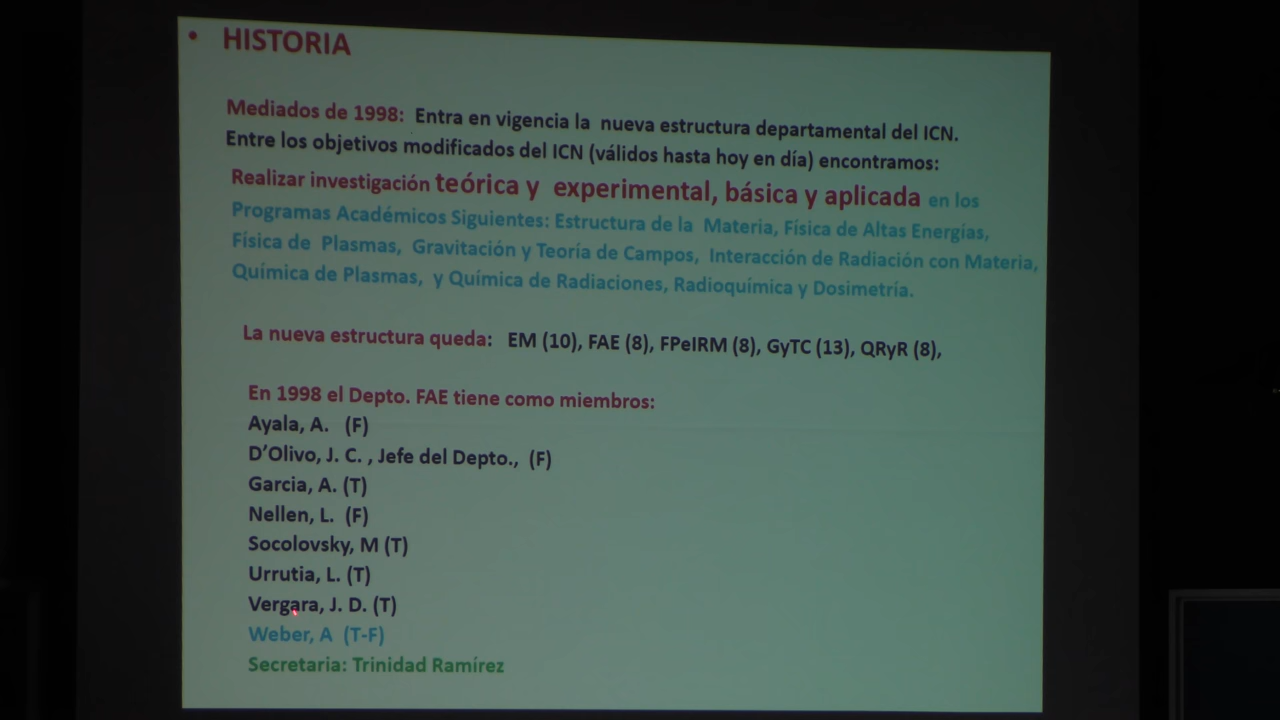 • HISTORIA
Mediados de 1998: Entra en vigencia la nueva estructura departamental del ICN.
Entre los objetivos modificados del ICN (válidos hasta hoy en día) encontramos:
Realizar investigación teórica y experimental, básica y aplicada en los
Programas Académicos Siguientes: Estructura de la Materia, Física de Altas Energías,
Física de Plasmas, Gravitación y Teoría de Campos, Interacción de Radiación con Materia,
Química de Plasmas, y Química de Radiaciones, Radioquímica y Dosimetría.
La nueva estructura queda: EM (10), FAE (8), FPeIRM (8), GyTC (13), QRyR (8),
En 1998 el Depto. FAE tiene como miembros:
Ayala, A. (F)
D'Olivo, J. C. , Jefe del Depto., (F)
Garcia, A. (T)
Nellen, L. (F)
Socolovsky, M (T)
Urrutia, L. (T)
Vergara, J. D. (T)
Weber, A (T-F)
Secretaria: Trinidad Ramírez